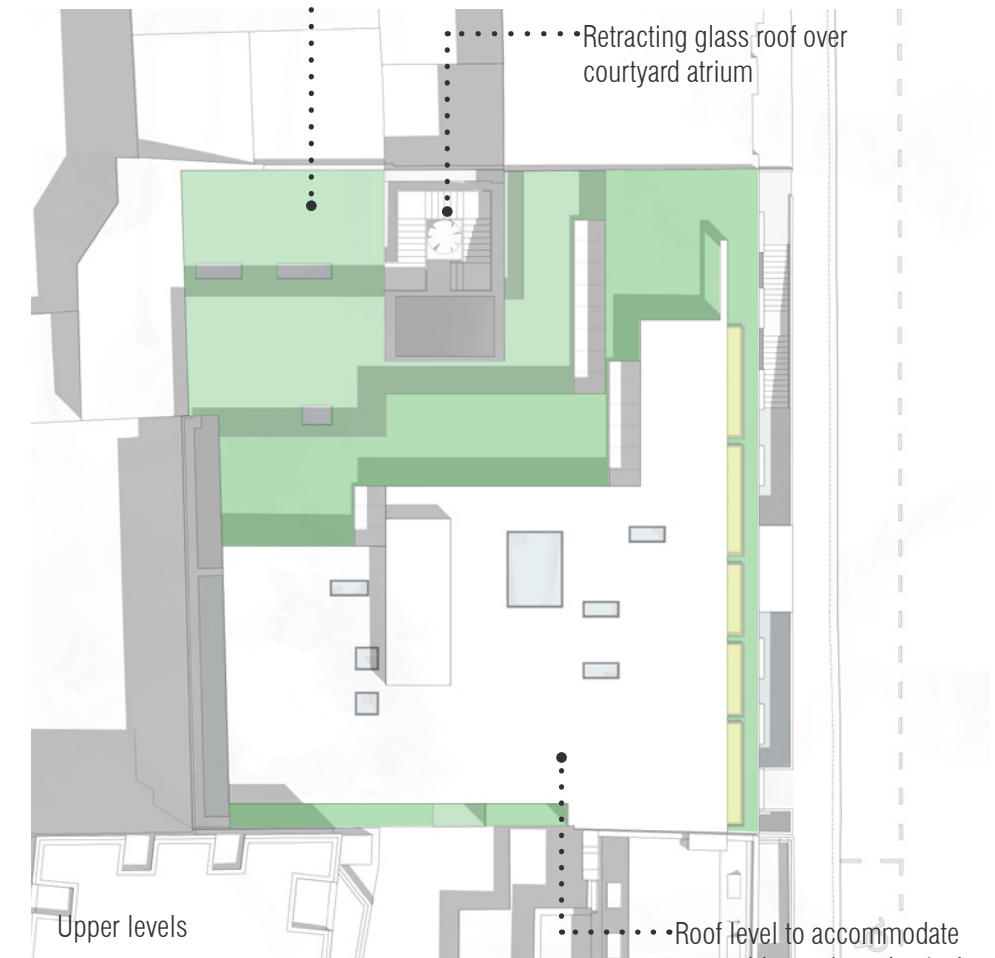 Retracting glass roof over
courtyard atrium
Upper levels
Roof level to accommodate